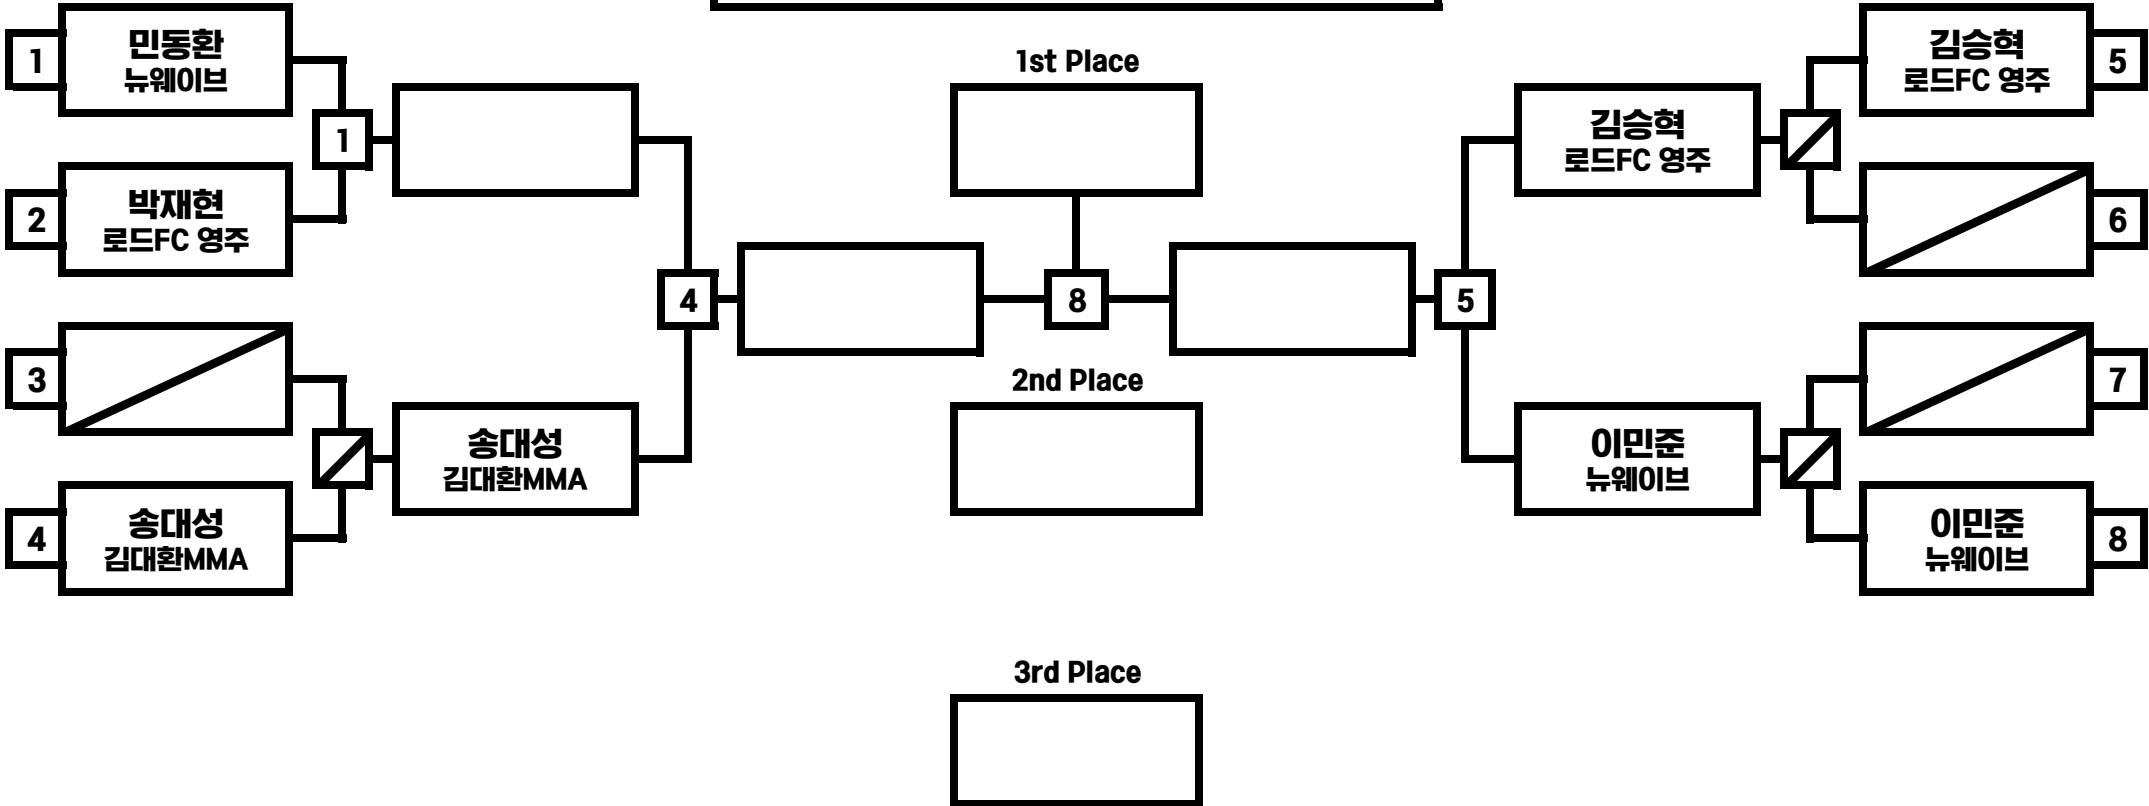 1
민동환
뉴웨이브
2
박재현
로드FC 영주
1
3
4
송대성
김대환MMA
송대성
김대환MMA
4
1st Place
8
2nd Place
3rd Place
5
김승혁
로드FC 영주
이민준
뉴웨이브
김승혁
로드FC 영주
5
6
7
이민준
뉴웨이브
8